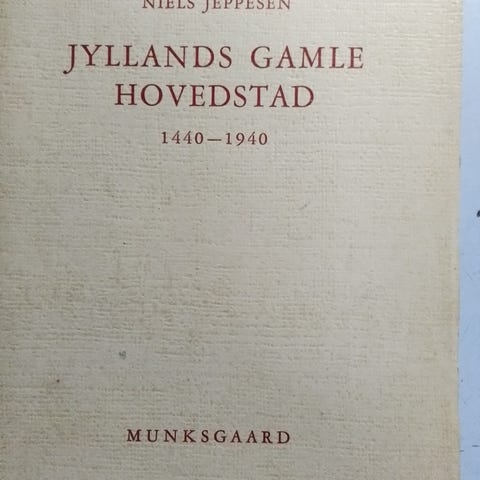 NIELS JEPPESEN
JYLLANDS GAMLE
HOVEDSTAD
1440—1940
MUNKSGAARD